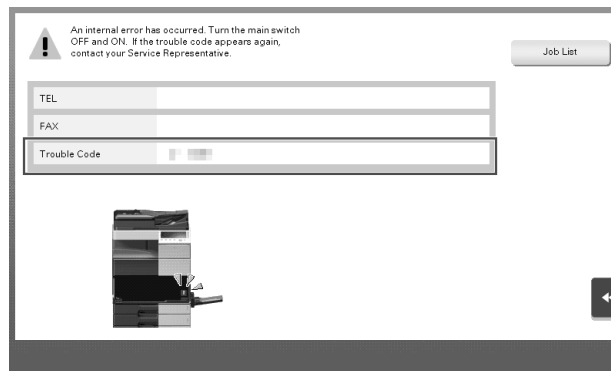 An internal error has occurred. Turn the main switch
OFF and ON. If the trouble code appears again,
contact your Service Representative.
Job List
TEL
FAX
Trouble Code